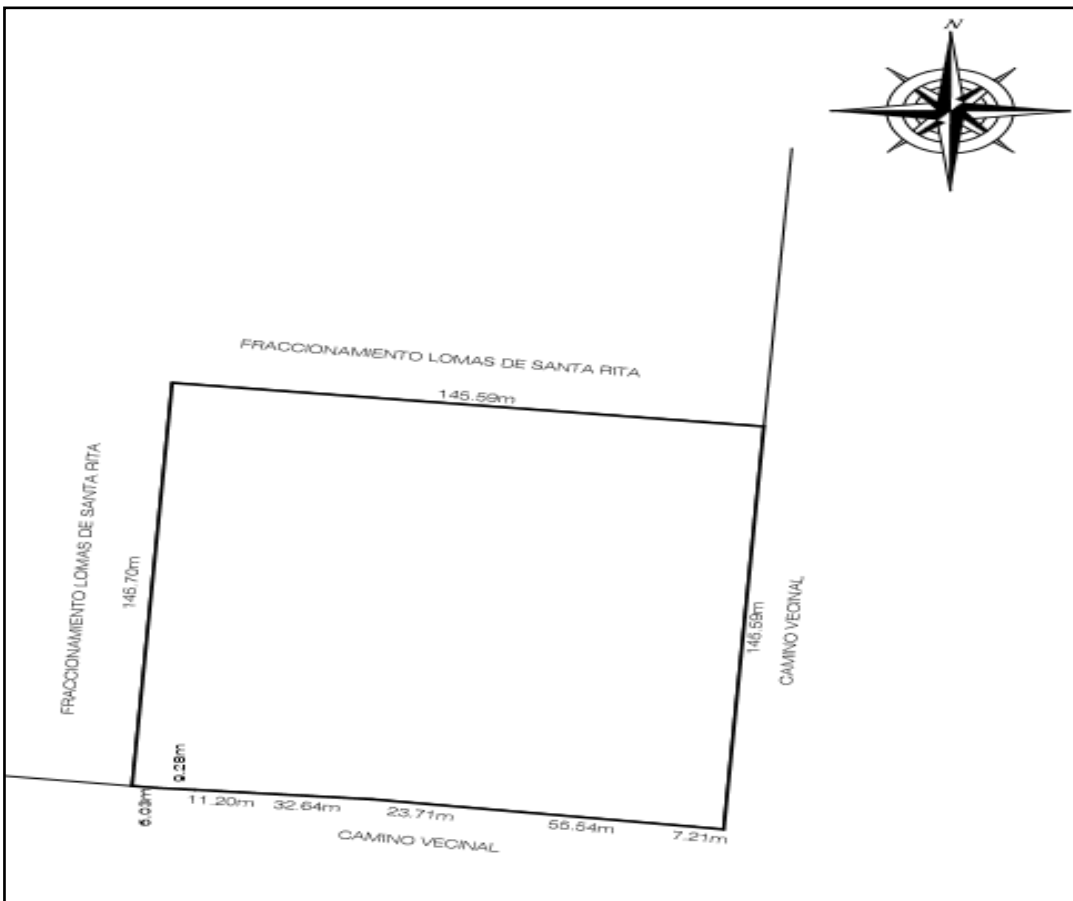 N
FRACCIONAMIENTO LOMAS DE SANTA RITA
145.59m
FRACCIONAMIENTO LOMAS DE SANTA RITA
145.70m
145.59m
CAMINO VECINAL
9.28m
6.03m
11.20m
32.64m
23.71m
55.54m
7.21m
CAMINO VECINAL